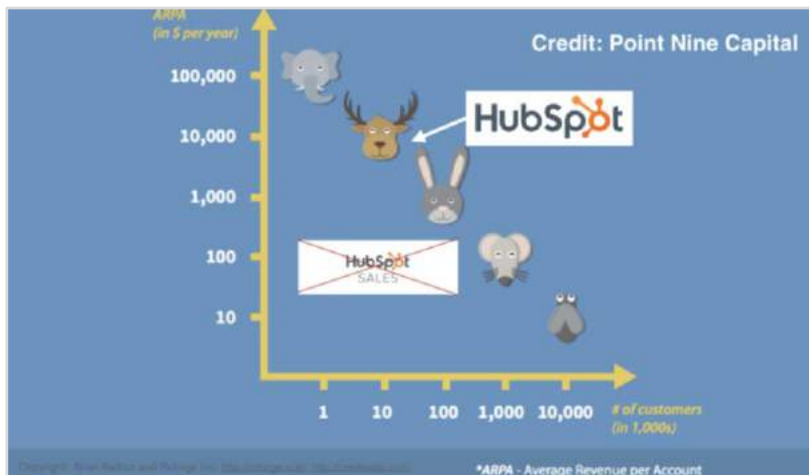 ARPA
(in $ per year)
Credit: Point Nine Capital
100,000
10,000
HubSpot
1,000
100
HubSpot
SALES
10
1 10 100 1,000 10,000
# of customers
(in 1,000s)
*ARPA - Average Revenue per Account